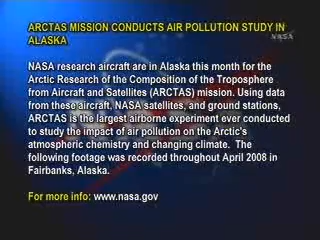 ARCTAS MISSION CONDUCTS AIR POLLUTION STUDY IN
ALASKA
NASA
NASA research aircraft are in Alaska this month for the
Arctic Research of the Composition of the Troposphere
from Aircraft and Satellites (ARCTAS) mission. Using data
from these aircraft, NASA satellites, and ground stations,
ARCTAS is the largest airborne experiment ever conducted
to study the impact of air pollution on the Arctic's
atmospheric chemistry and changing climate. The
following footage was recorded throughout April 2008 in
Fairbanks, Alaska.
For more info: www.nasa.gov